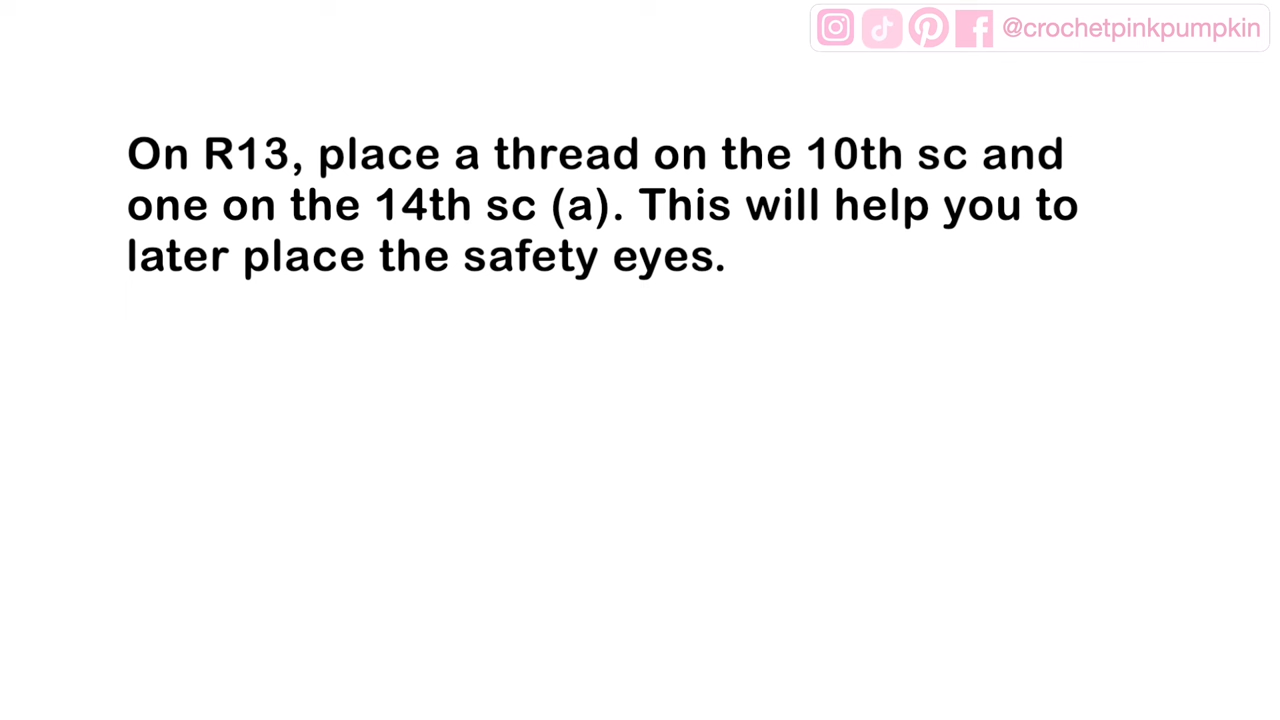 @crochetpinkpumpkin
On R13, place a thread on the 10th sc and
one on the 14th sc (a). This will help you to
later place the safety eyes.